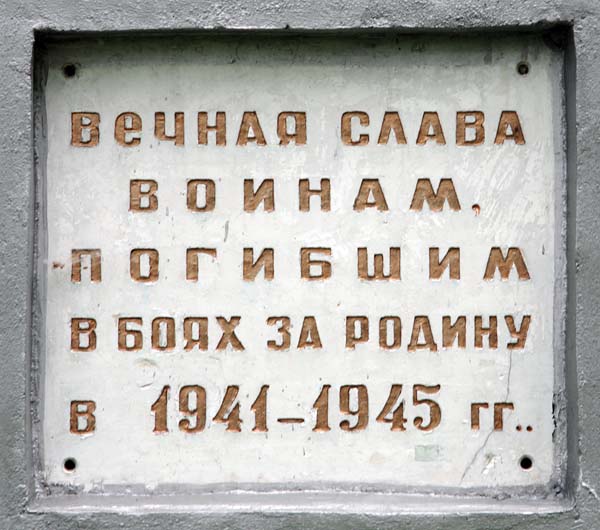 вечная слава
воинам,
погибшим
в боях за родину
в 1941-1945 гг..